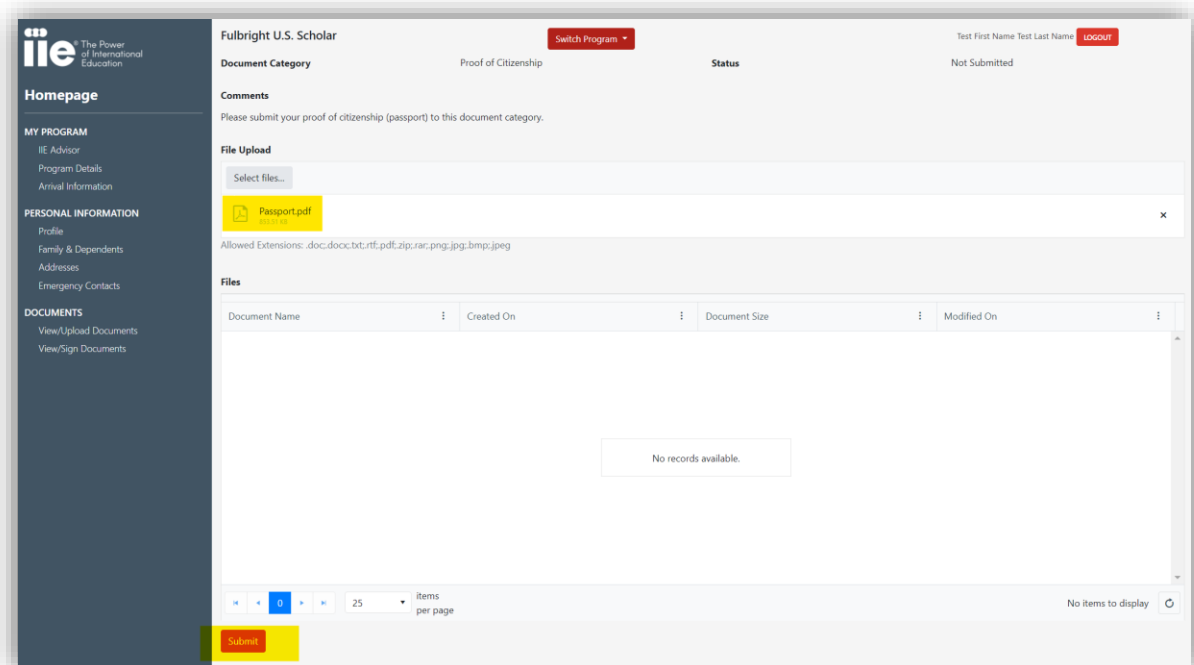 iie® The Power
of International
Education
Homepage
MY PROGRAM
IIE Advisor
Program Details
Arrival Information
PERSONAL INFORMATION
Profile
Family & Dependents
Addresses
Emergency Contacts
DOCUMENTS
View/Upload Documents
View/Sign Documents
Fulbright U.S. Scholar
Switch Program
Test First Name Test Last Name LOGOUT
Document Category Proof of Citizenship Status Not Submitted
Comments
Please submit your proof of citizenship (passport) to this document category.
File Upload
Select files...
Passport.pdf
Allowed Extensions: .doc;.docx;.txt;.rtf;.pdf;.zip;.rar;.png;.jpg;.bmp;.jpeg
Files
Document Name Created On Document Size Modified On
No records available.
0 25 items
per page
No items to display
Submit